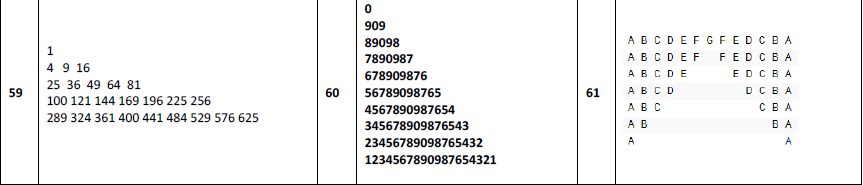 59
1
4 9 16
25 36 49 64 81
100 121 144 169 196 225 256
289 324 361 400 441 484 529 576 625
60
0
909
89098
7890987
678909876
56789098765
4567890987654
345678909876543
23456789098765432
1234567890987654321
61
A B C D E F G F E D C B A
A B C D E F   F E D C B A
A B C D E       E D C B A
A B C D           D C B A
A B C               C B A
A B                   B A
A                       A